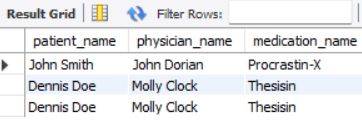 Result Grid Filter Rows:
patient_name physician_name medication_name
John Smith John Dorian Procrastin-X
Dennis Doe Molly Clock Thesisin
Dennis Doe Molly Clock Thesisin